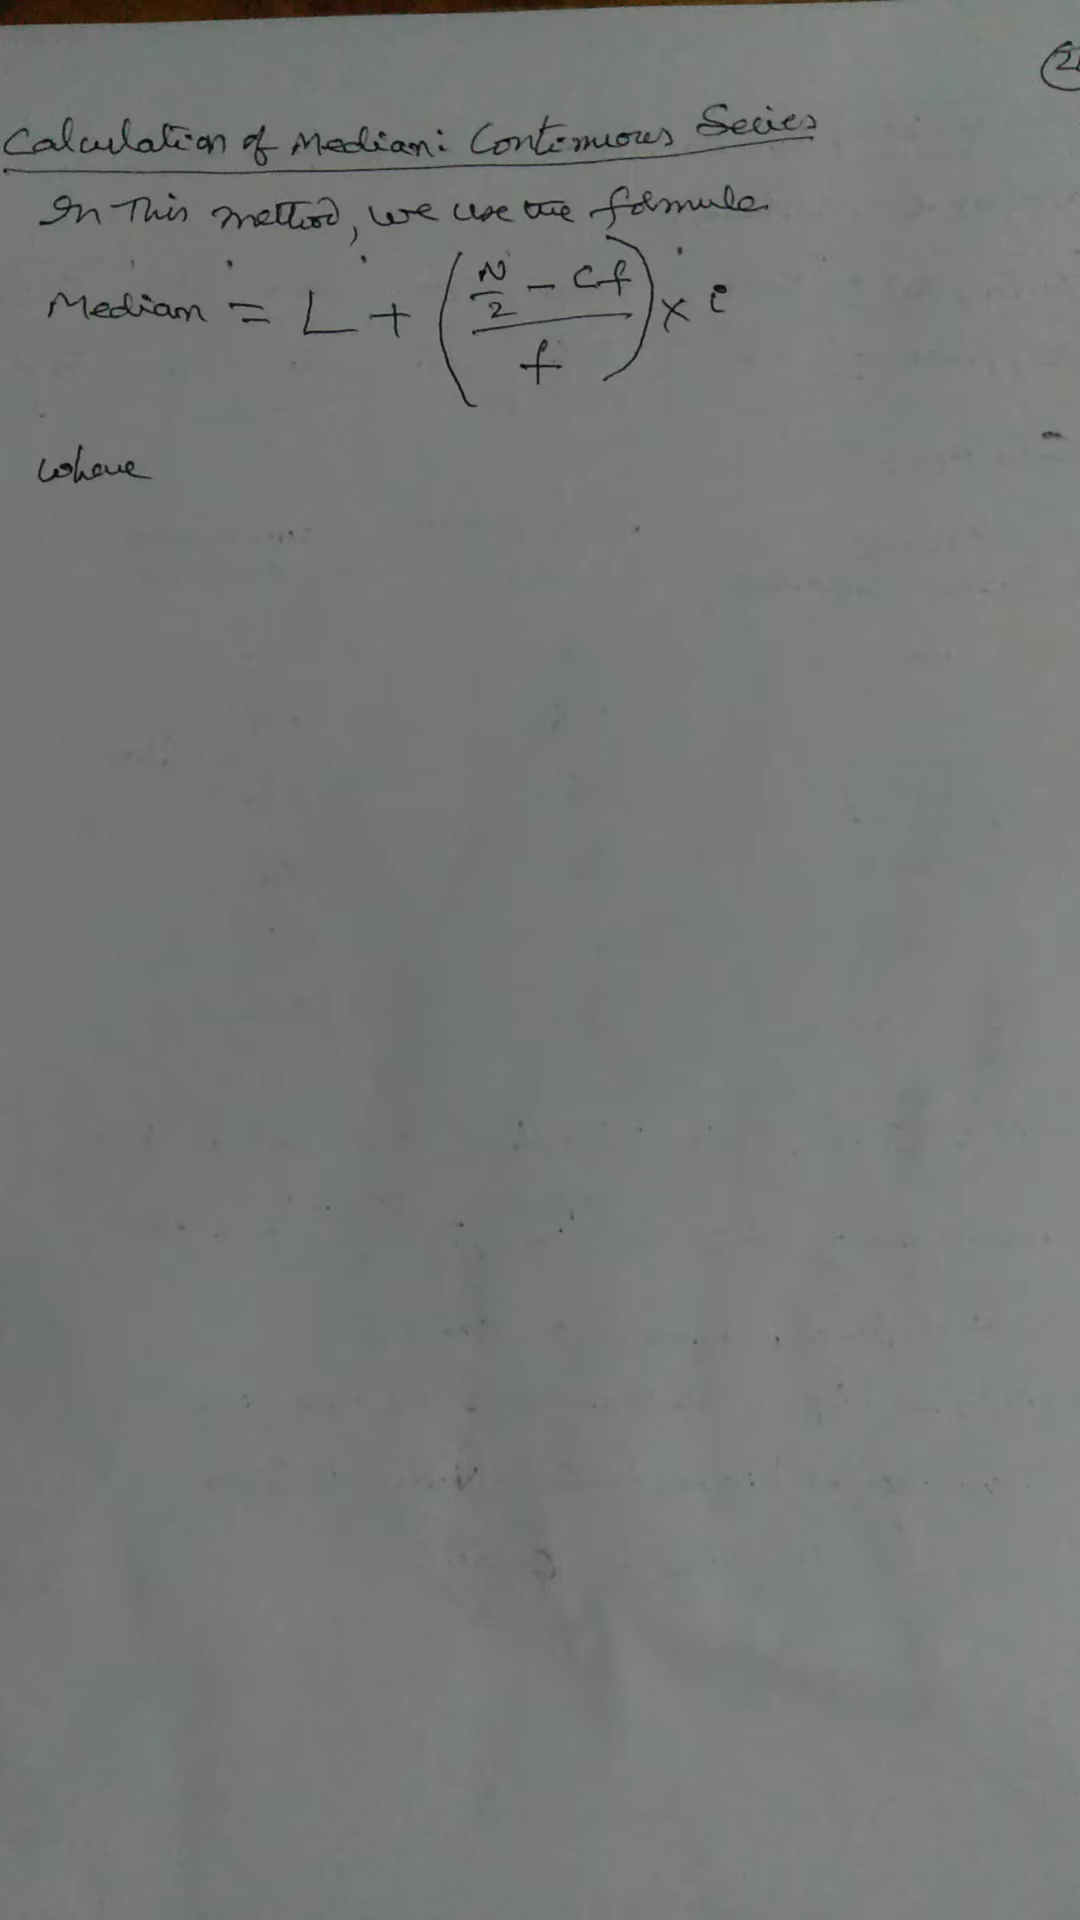 Calculation of Median: Continuous Series
In This method, we use the formula
Median = L + ( (N/2 - cf) / f ) × i
where